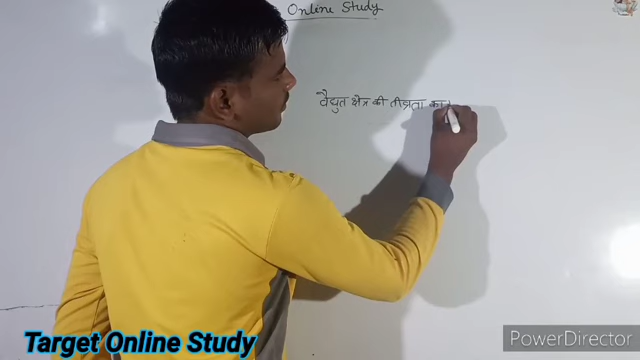 Online Study
वैद्युत क्षेत्र की तीव्रता का
Target Online Study
PowerDirector